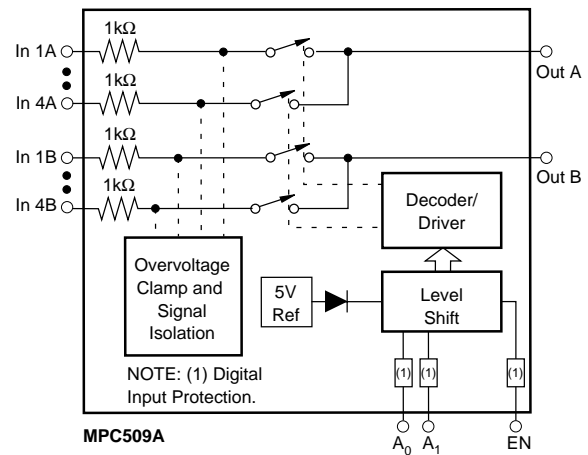 1kΩ
In 1A
Out A
1kΩ
In 4A
1kΩ
In 1B
Out B
1kΩ
In 4B
Decoder/
Driver
Overvoltage
Clamp and
Signal
Isolation
5V
Ref
Level
Shift
(1)
(1)
(1)
NOTE: (1) Digital
Input Protection.
MPC509A
A0
A1
EN